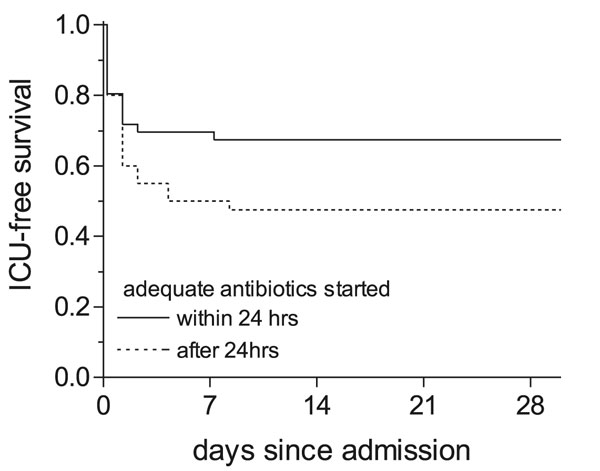 1.0
0.8
0.6
0.4
0.2
0.0
ICU-free survival
adequate antibiotics started
within 24 hrs
after 24hrs
0 7 14 21 28
days since admission